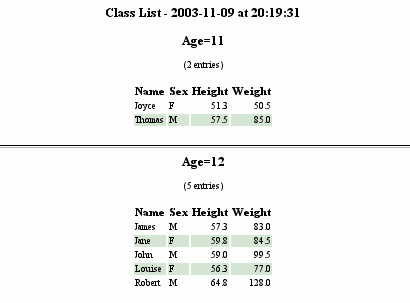 Class List - 2003-11-09 at 20:19:31
Age=11
(2 entries)
Name Sex Height Weight
Joyce F 51.3 50.5
Thomas M 57.5 85.0
Age=12
(5 entries)
Name Sex Height Weight
James M 57.3 83.0
Jane F 59.8 84.5
John M 59.0 99.5
Louise F 56.3 77.0
Robert M 64.8 128.0